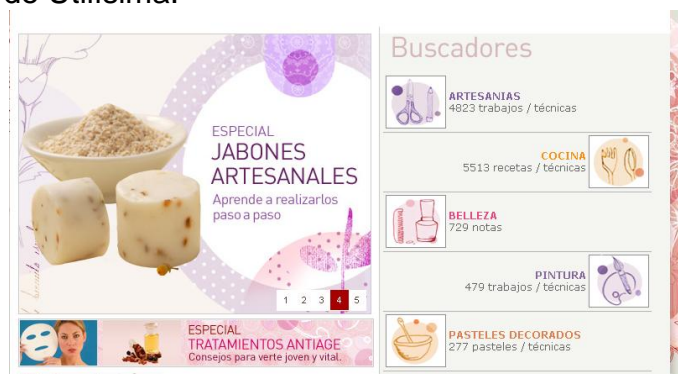 de Utilísima.
ESPECIAL
JABONES
ARTESANALES
Aprende a realizarlos
paso a paso
1 2 3 4 5
ESPECIAL
TRATAMIENTOS ANTIAGE
Consejos para verte joven y vital.
Buscadores
ARTESANIAS
4823 trabajos / técnicas
COCINA
5513 recetas / técnicas
BELLEZA
729 notas
PINTURA
479 trabajos / técnicas
PASTELES DECORADOS
277 pasteles / técnicas